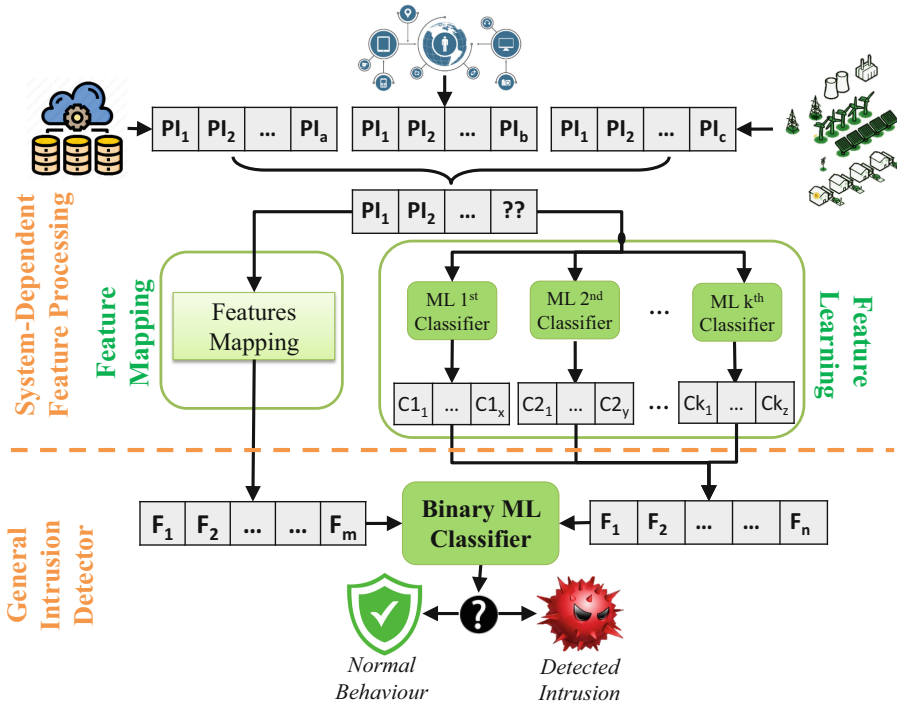 PI1 PI2 ... PIa
PI1 PI2 ... PIb
PI1 PI2 ... PIc
PI1 PI2 ... ??
System-Dependent
Feature Processing
Feature
Mapping
Features
Mapping
ML 1st
Classifier
ML 2nd
Classifier
...
ML kth
Classifier
Feature
Learning
C11 ... C1x
C21 ... C2y
...
Ck1 ... Ckz
General
Intrusion
Detector
F1 F2 ... ... Fm
Binary ML
Classifier
F1 F2 ... ... Fn
?
Normal
Behaviour
Detected
Intrusion